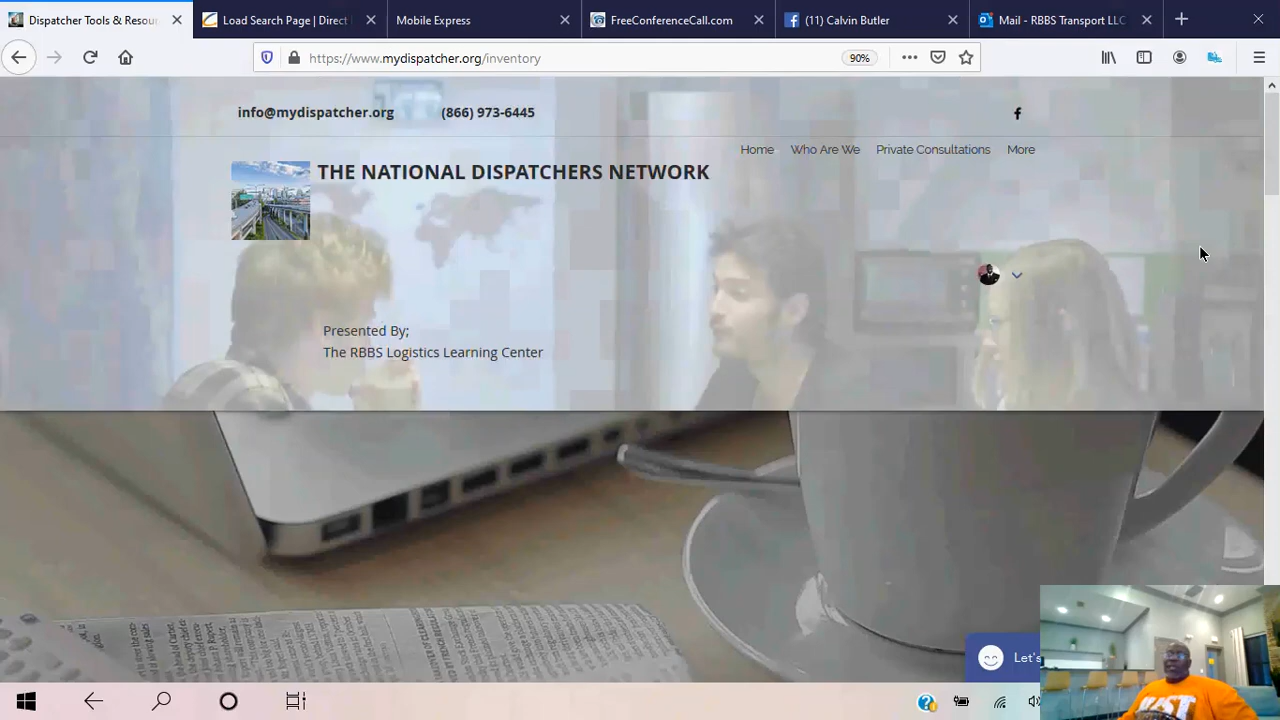 Dispatcher Tools & Resou
Load Search Page | Direct
Mobile Express
FreeConferenceCall.com
(11) Calvin Butler
Mail - RBBS Transport LLC
https://www.mydispatcher.org/inventory
90%
info@mydispatcher.org
(866) 973-6445
Home
Who Are We
Private Consultations
More
THE NATIONAL DISPATCHERS NETWORK
Presented By;
The RBBS Logistics Learning Center
Let's